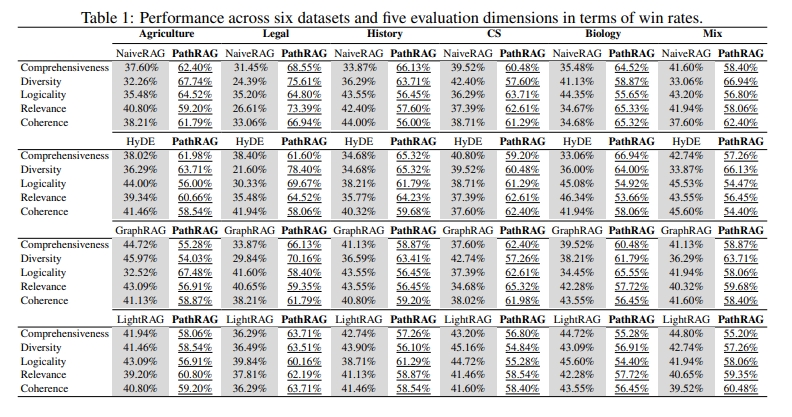 Table 1: Performance across six datasets and five evaluation dimensions in terms of win rates.
Agriculture Legal History CS Biology Mix
NaiveRAG PathRAG NaiveRAG PathRAG NaiveRAG PathRAG NaiveRAG PathRAG NaiveRAG PathRAG NaiveRAG PathRAG
Comprehensiveness 37.60% 62.40% 31.45% 68.55% 33.87% 66.13% 39.52% 60.48% 35.48% 64.52% 41.60% 58.40%
Diversity 32.26% 67.74% 24.39% 75.61% 36.29% 63.71% 42.40% 57.60% 41.13% 58.87% 33.06% 66.94%
Logicality 35.48% 64.52% 35.20% 64.80% 43.55% 56.45% 36.29% 63.71% 44.35% 55.65% 43.20% 56.80%
Relevance 40.80% 59.20% 26.61% 73.39% 42.40% 57.60% 37.39% 62.61% 34.67% 65.33% 41.94% 58.06%
Coherence 38.21% 61.79% 33.06% 66.94% 44.00% 56.00% 38.71% 61.29% 34.68% 65.32% 37.60% 62.40%
HyDE PathRAG HyDE PathRAG HyDE PathRAG HyDE PathRAG HyDE PathRAG HyDE PathRAG
Comprehensiveness 38.02% 61.98% 38.40% 61.60% 34.68% 65.32% 40.80% 59.20% 33.06% 66.94% 42.74% 57.26%
Diversity 36.29% 63.71% 21.60% 78.40% 34.68% 65.32% 39.52% 60.48% 36.00% 64.00% 33.87% 66.13%
Logicality 44.00% 56.00% 30.33% 69.67% 38.21% 61.79% 38.71% 61.29% 45.08% 54.92% 45.53% 54.47%
Relevance 39.34% 60.66% 35.48% 64.52% 35.77% 64.23% 37.39% 62.61% 46.34% 53.66% 45.55% 63.45%
Coherence 41.46% 58.54% 41.94% 58.06% 40.32% 59.68% 37.60% 62.40% 41.94% 58.06% 45.60% 54.40%
GraphRAG PathRAG GraphRAG PathRAG GraphRAG PathRAG GraphRAG PathRAG GraphRAG PathRAG GraphRAG PathRAG
Comprehensiveness 44.72% 55.28% 33.87% 66.13% 41.13% 58.87% 37.60% 62.40% 39.52% 60.48% 41.13% 58.87%
Diversity 45.97% 54.03% 29.84% 70.16% 36.59% 63.41% 42.74% 57.26% 38.21% 61.79% 36.29% 63.71%
Logicality 32.52% 67.48% 41.60% 58.40% 43.55% 56.45% 37.39% 62.61% 34.45% 65.55% 41.94% 58.06%
Relevance 43.09% 56.91% 40.65% 59.35% 43.55% 56.45% 34.68% 65.32% 42.28% 57.72% 40.32% 59.68%
Coherence 41.13% 58.87% 38.21% 61.79% 40.80% 59.20% 38.02% 61.98% 43.55% 56.45% 41.60% 58.40%
LightRAG PathRAG LightRAG PathRAG LightRAG PathRAG LightRAG PathRAG LightRAG PathRAG LightRAG PathRAG
Comprehensiveness 41.94% 58.06% 36.29% 63.71% 42.74% 57.26% 43.20% 56.80% 44.72% 55.28% 44.80% 55.20%
Diversity 41.46% 58.54% 36.49% 63.51% 43.90% 56.10% 45.16% 54.84% 43.09% 56.91% 42.74% 57.26%
Logicality 43.09% 56.91% 39.84% 60.16% 38.71% 61.29% 44.72% 55.28% 45.60% 54.40% 41.94% 58.06%
Relevance 39.20% 60.80% 37.81% 62.19% 41.13% 58.87% 41.46% 58.54% 42.28% 57.72% 40.65% 59.35%
Coherence 40.80% 59.20% 36.29% 63.71% 41.46% 58.54% 41.60% 58.40% 43.55% 56.45% 39.52% 60.48%